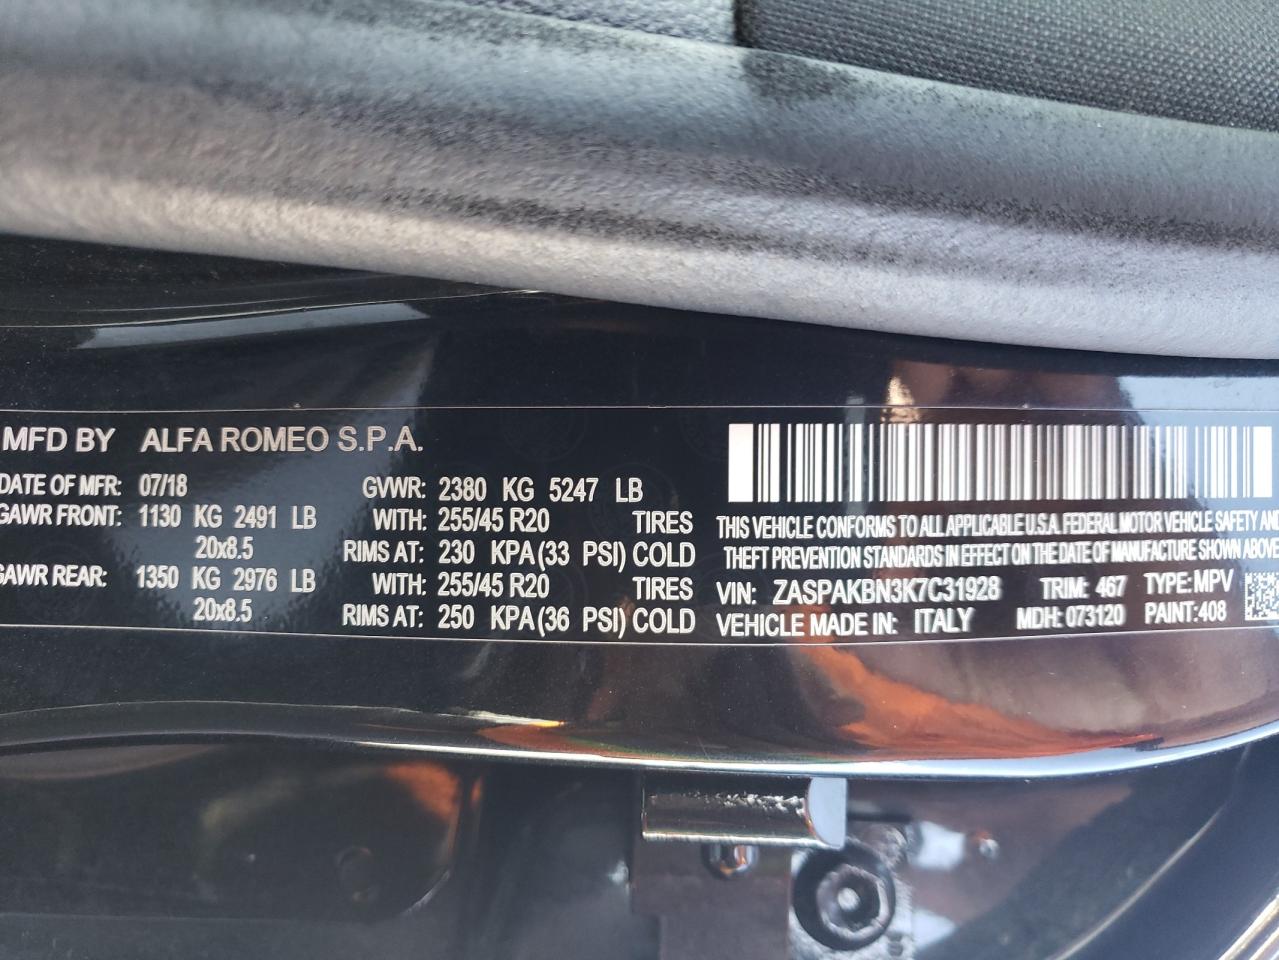 MFD BY ALFA ROMEO S.P.A.
DATE OF MFR: 07/18 GVWR: 2380 KG 5247 LB
GAWR FRONT: 1130 KG 2491 LB WITH: 255/45 R20 TIRES
20x8.5 RIMS AT: 230 KPA(33 PSI) COLD
GAWR REAR: 1350 KG 2976 LB WITH: 255/45 R20 TIRES
20x8.5 RIMS AT: 250 KPA(36 PSI) COLD
THIS VEHICLE CONFORMS TO ALL APPLICABLE U.S.A. FEDERAL MOTOR VEHICLE SAFETY AND
THEFT PREVENTION STANDARDS IN EFFECT ON THE DATE OF MANUFACTURE SHOWN ABOVE
VIN: ZASPAKBN3K7C31928 TRIM: 467 TYPE: MPV
VEHICLE MADE IN: ITALY MDH: 073120 PAINT: 408